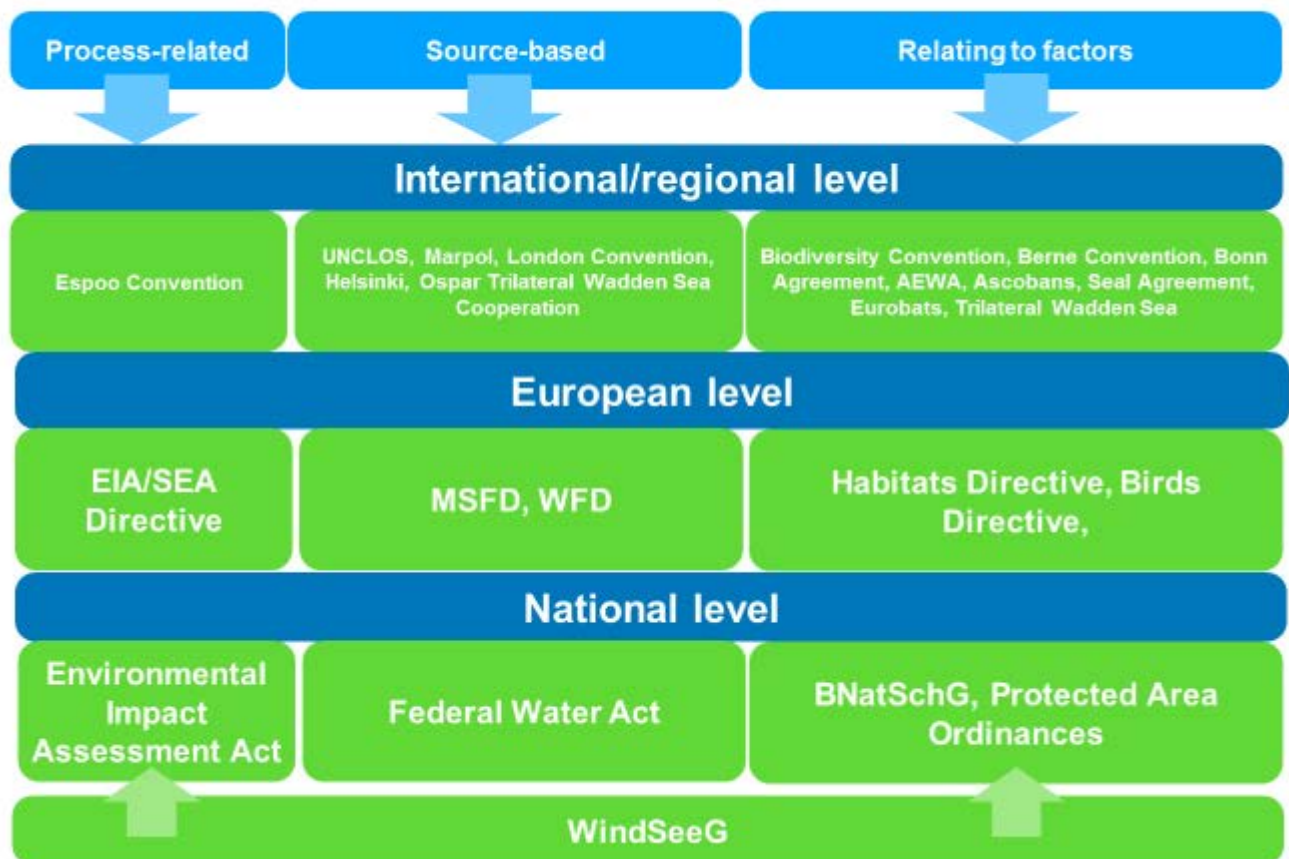 Process-related
Source-based
Relating to factors
International/regional level
Espoo Convention
UNCLOS, Marpol, London Convention,
Helsinki, Ospar Trilateral Wadden Sea
Cooperation
Biodiversity Convention, Berne Convention, Bonn
Agreement, AEWA, Ascobans, Seal Agreement,
Eurobats, Trilateral Wadden Sea
European level
EIA/SEA
Directive
MSFD, WFD
Habitats Directive, Birds
Directive,
National level
Environmental
Impact
Assessment Act
Federal Water Act
BNatSchG, Protected Area
Ordinances
WindSeeG